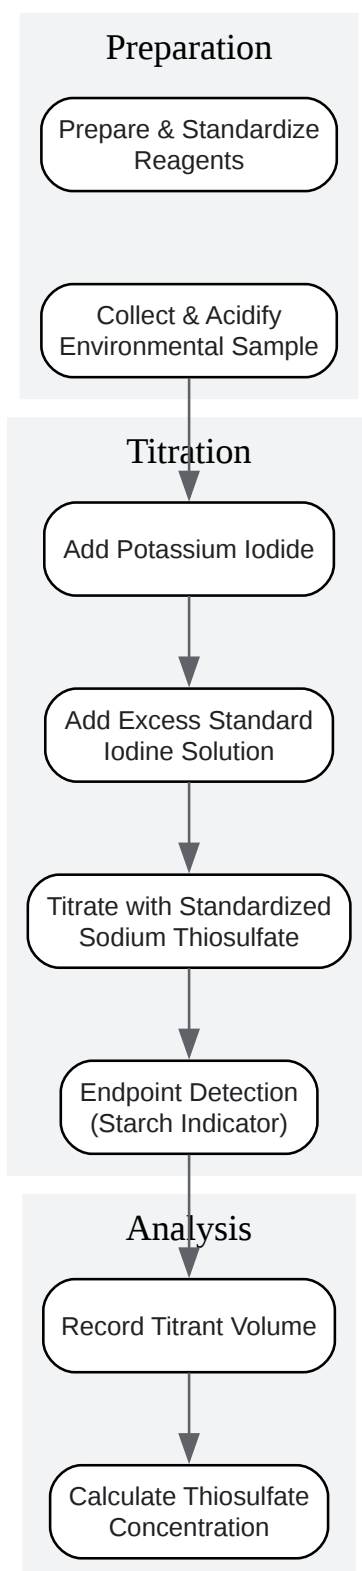 Preparation
Prepare & Standardize
Reagents
Collect & Acidify
Environmental Sample
Titration
Add Potassium Iodide
Add Excess Standard
Iodine Solution
Titrate with Standardized
Sodium Thiosulfate
Endpoint Detection
(Starch Indicator)
Analysis
Record Titrant Volume
Calculate Thiosulfate
Concentration